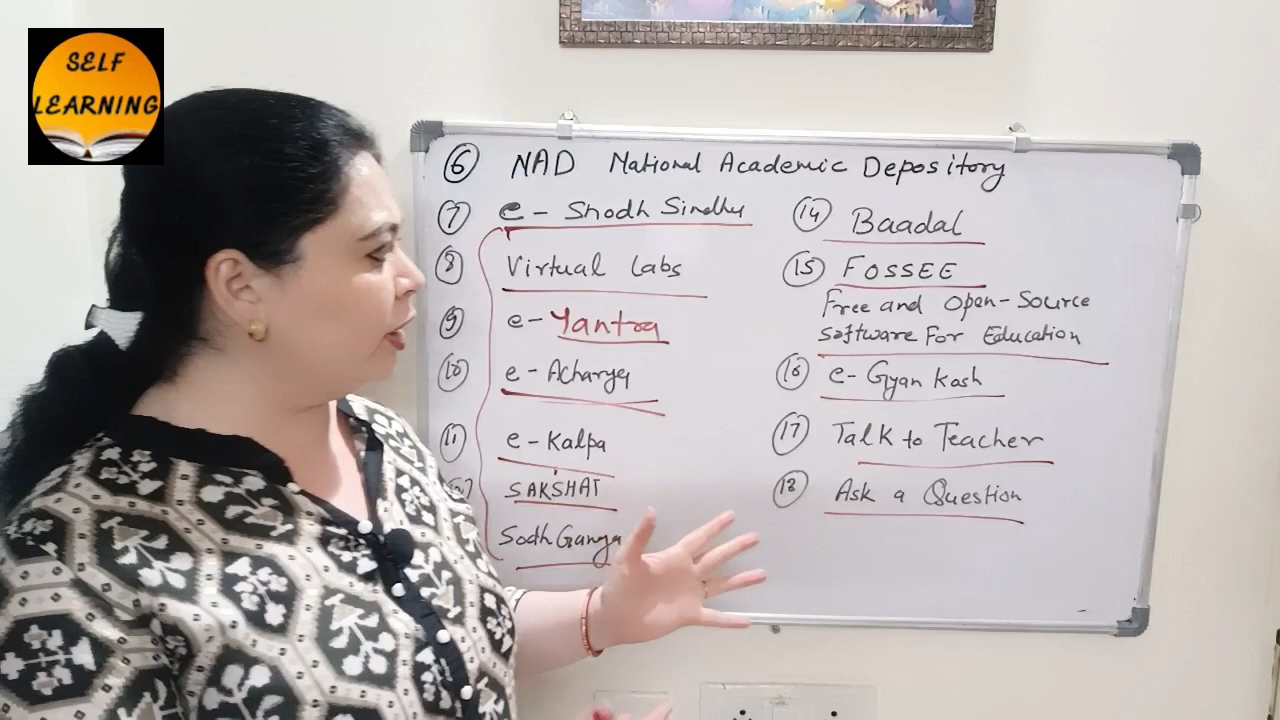 SELF
LEARNING
6 NAD National Academic Depository
7 e - Shodh Sindhu
8 Virtual Labs
9 e - Yantra
10 e - Acharya
11 e - Kalpa
12 SAKSHAT
Sodh Ganga
14 Baadal
15 FOSSEE
Free and Open-Source
Software For Education
16 e - Gyan Kosh
17 Talk to Teacher
18 Ask a Question